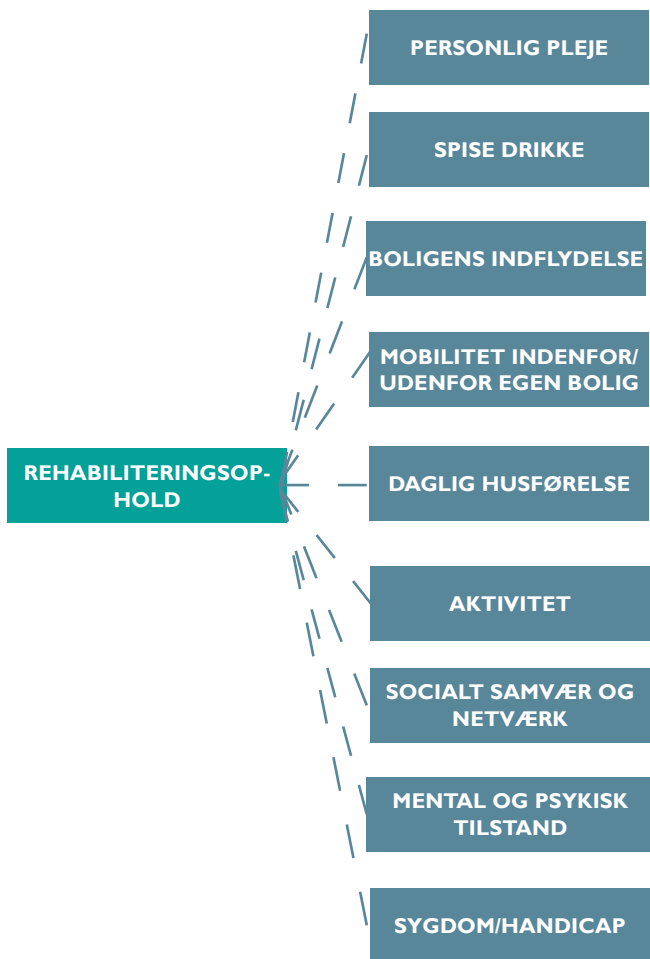 PERSONLIG PLEJE
SPISE DRIKKE
BOLIGENS INDFLYDELSE
MOBILITET INDENFOR/
UDENFOR EGEN BOLIG
REHABILITERINGSOP-
HOLD
DAGLIG HUSFØRELSE
AKTIVITET
SOCIALT SAMVÆR OG
NETVÆRK
MENTAL OG PSYKISK
TILSTAND
SYGDOM/HANDICAP